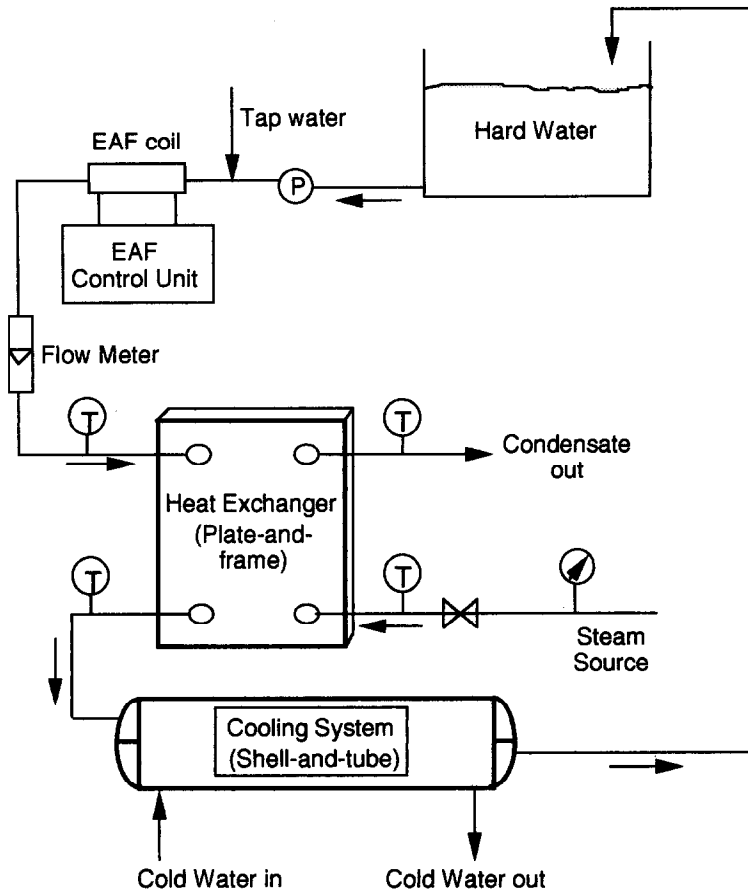 Tap water
Hard Water
EAF coil
P
EAF
Control Unit
Flow Meter
T
T
Condensate
out
Heat Exchanger
(Plate-and-
frame)
T
T
Steam
Source
Cooling System
(Shell-and-tube)
Cold Water in
Cold Water out